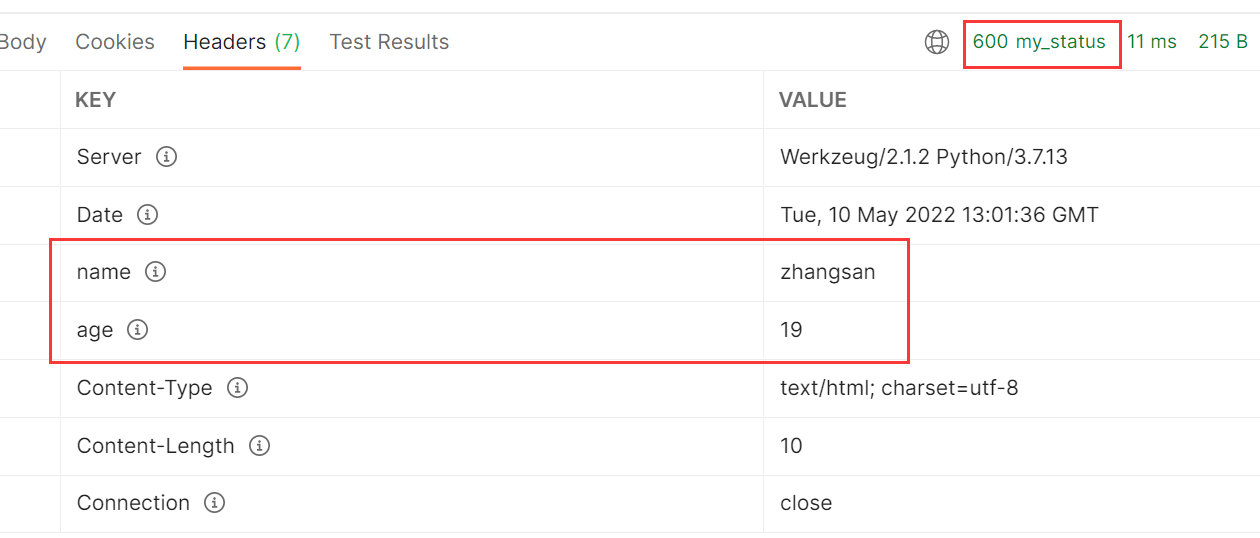 Body Cookies Headers (7) Test Results 600 my_status 11 ms 215 B
KEY VALUE
Server Werkzeug/2.1.2 Python/3.7.13
Date Tue, 10 May 2022 13:01:36 GMT
name zhangsan
age 19
Content-Type text/html; charset=utf-8
Content-Length 10
Connection close